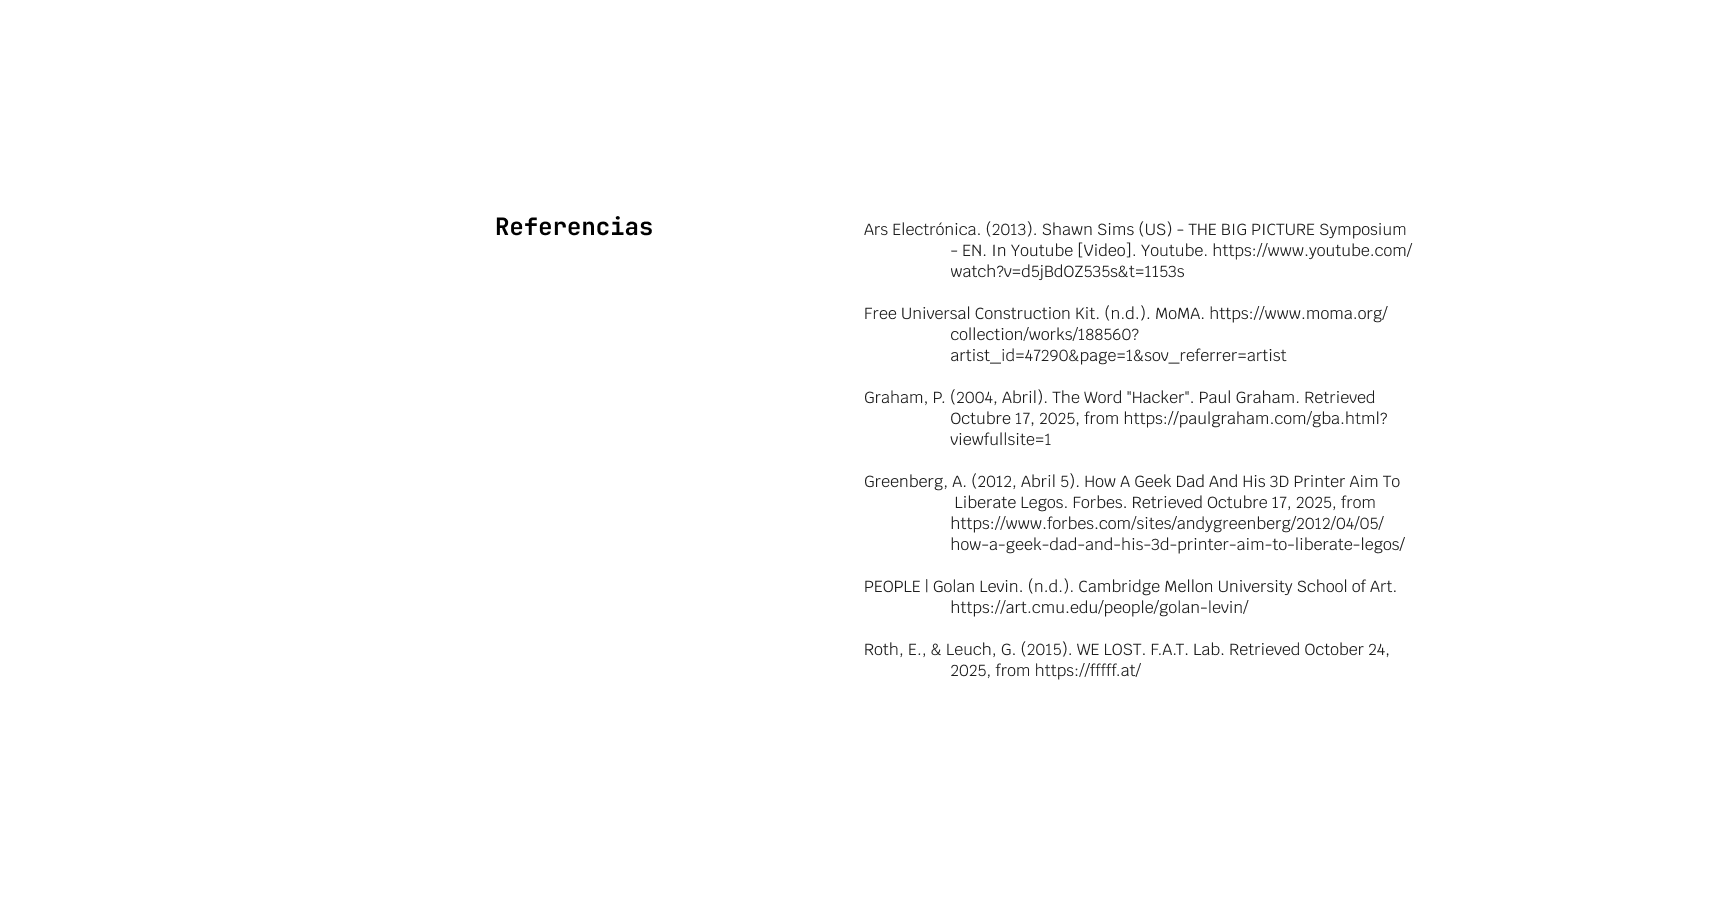 Referencias
Ars Electrónica. (2013). Shawn Sims (US) - THE BIG PICTURE Symposium
- EN. In Youtube [Video]. Youtube. https://www.youtube.com/
watch?v=d5jBdOZ535s&t=1153s
Free Universal Construction Kit. (n.d.). MoMA. https://www.moma.org/
collection/works/188560?
artist_id=47290&page=1&sov_referrer=artist
Graham, P. (2004, Abril). The Word "Hacker". Paul Graham. Retrieved
Octubre 17, 2025, from https://paulgraham.com/gba.html?
viewfullsite=1
Greenberg, A. (2012, Abril 5). How A Geek Dad And His 3D Printer Aim To
Liberate Legos. Forbes. Retrieved Octubre 17, 2025, from
https://www.forbes.com/sites/andygreenberg/2012/04/05/
how-a-geek-dad-and-his-3d-printer-aim-to-liberate-legos/
PEOPLE | Golan Levin. (n.d.). Cambridge Mellon University School of Art.
https://art.cmu.edu/people/golan-levin/
Roth, E., & Leuch, G. (2015). WE LOST. F.A.T. Lab. Retrieved October 24,
2025, from https://fffff.at/